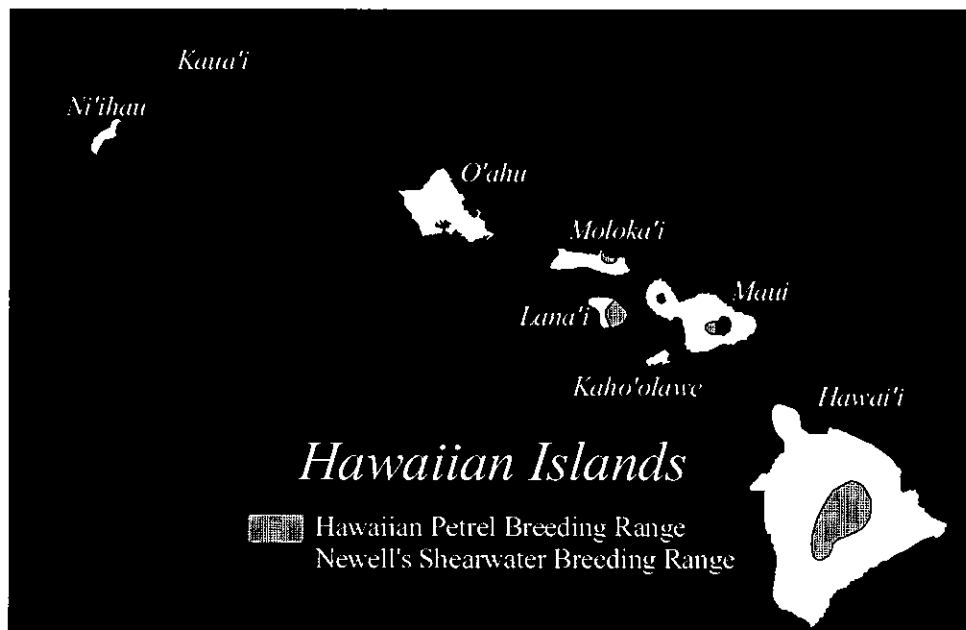 Kaua'i
Ni'ihau
O'ahu
Moloka'i
Maui
Lana'i
Kaho'olawe
Hawai'i
Hawaiian Islands
Hawaiian Petrel Breeding Range
Newell's Shearwater Breeding Range